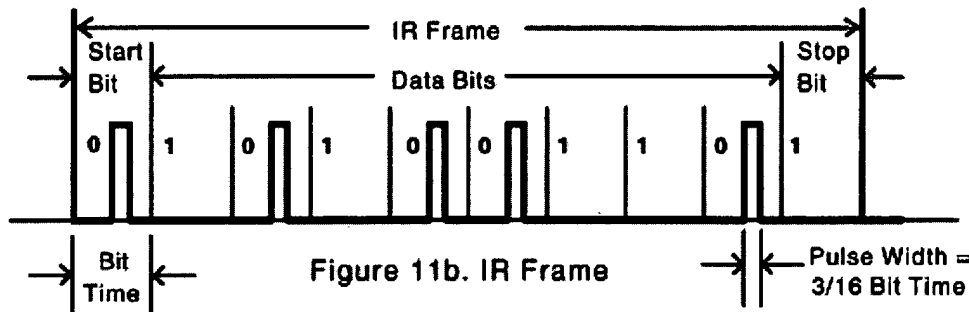 IR Frame
Start
Bit
Data Bits
Stop
Bit
0 1 0 1 0 0 1 1 0 1
Bit
Time
Figure 11b. IR Frame
Pulse Width =
3/16 Bit Time